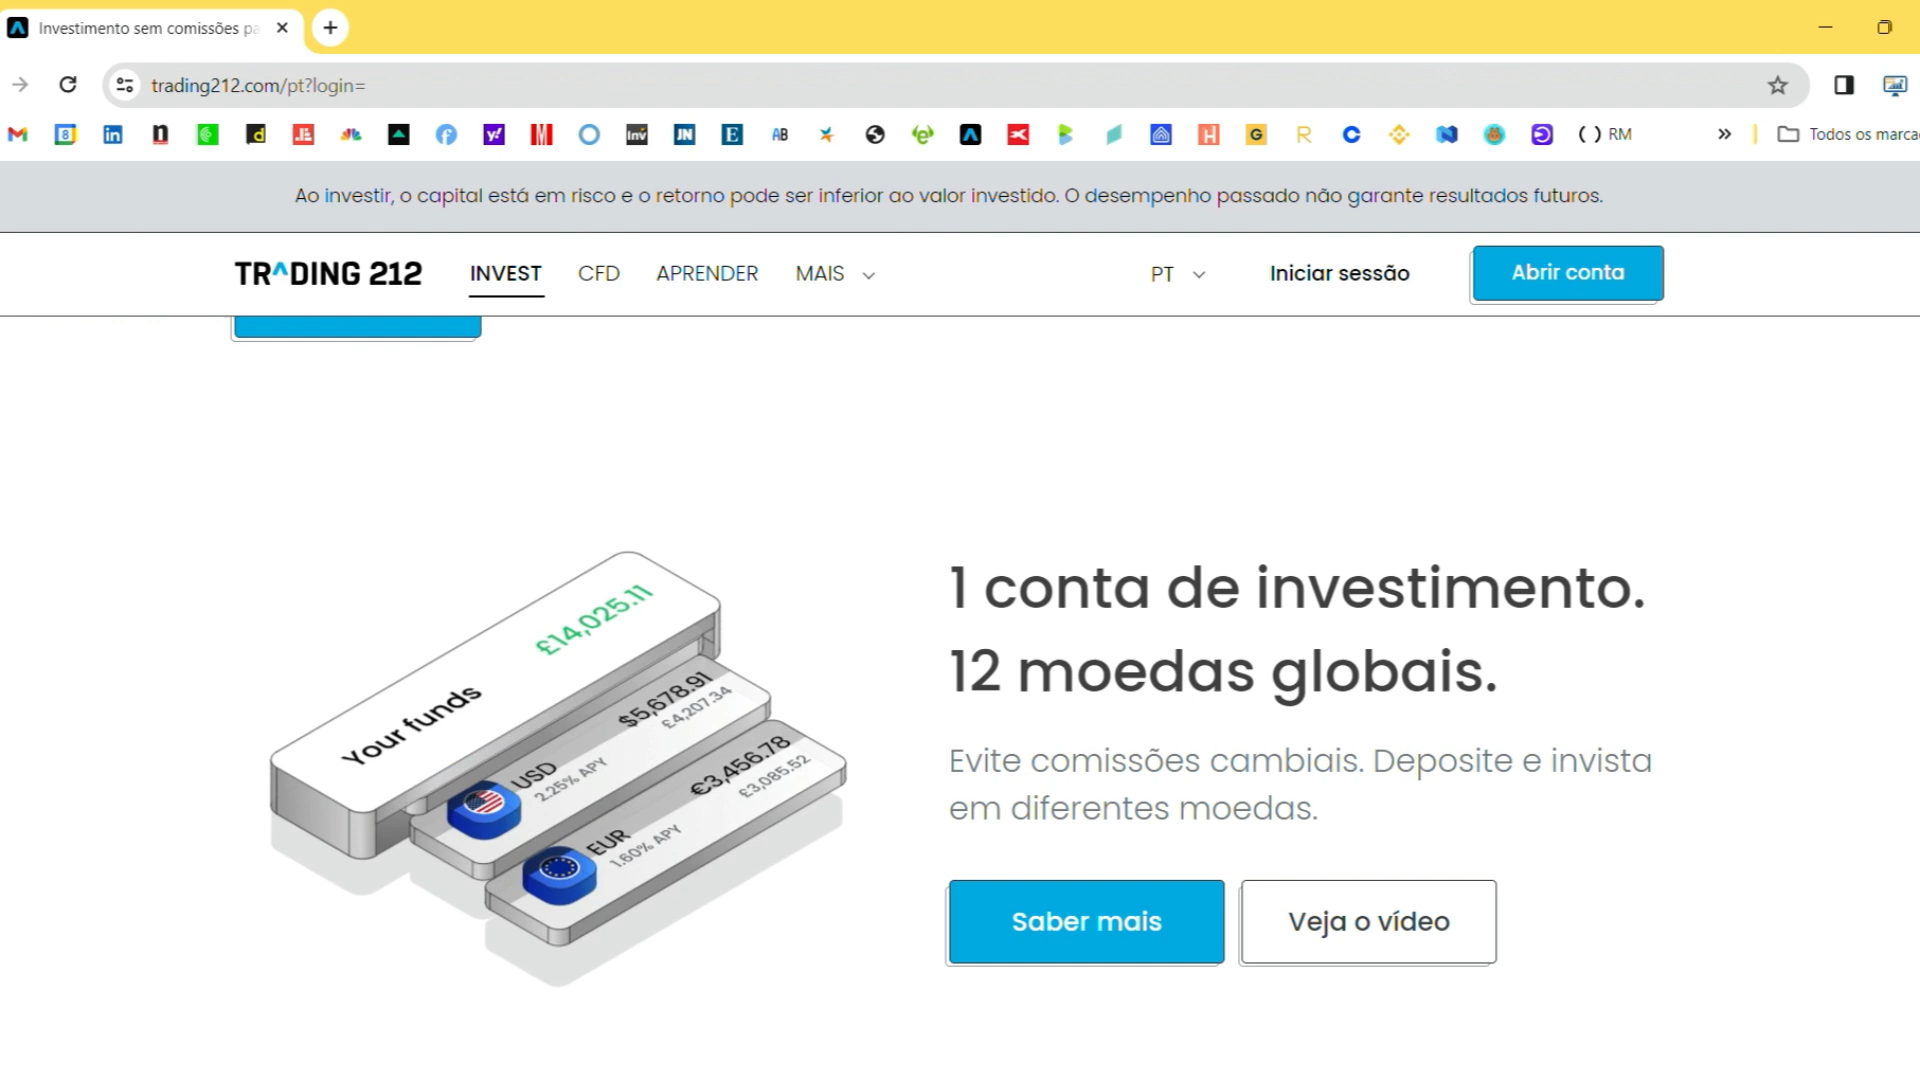 Investimento sem comissões pa
trading212.com/pt?login=
RM
Todos os marca
Ao investir, o capital está em risco e o retorno pode ser inferior ao valor investido. O desempenho passado não garante resultados futuros.
TRADING 212
INVEST
CFD
APRENDER
MAIS
PT
Iniciar sessão
Abrir conta
Your funds
£14,025.11
USD
2.25% APY
$5,678.91
£4,207.34
EUR
1.60% APY
€3,456.78
£3,085.52
1 conta de investimento.
12 moedas globais.
Evite comissões cambiais. Deposite e invista
em diferentes moedas.
Saber mais
Veja o vídeo